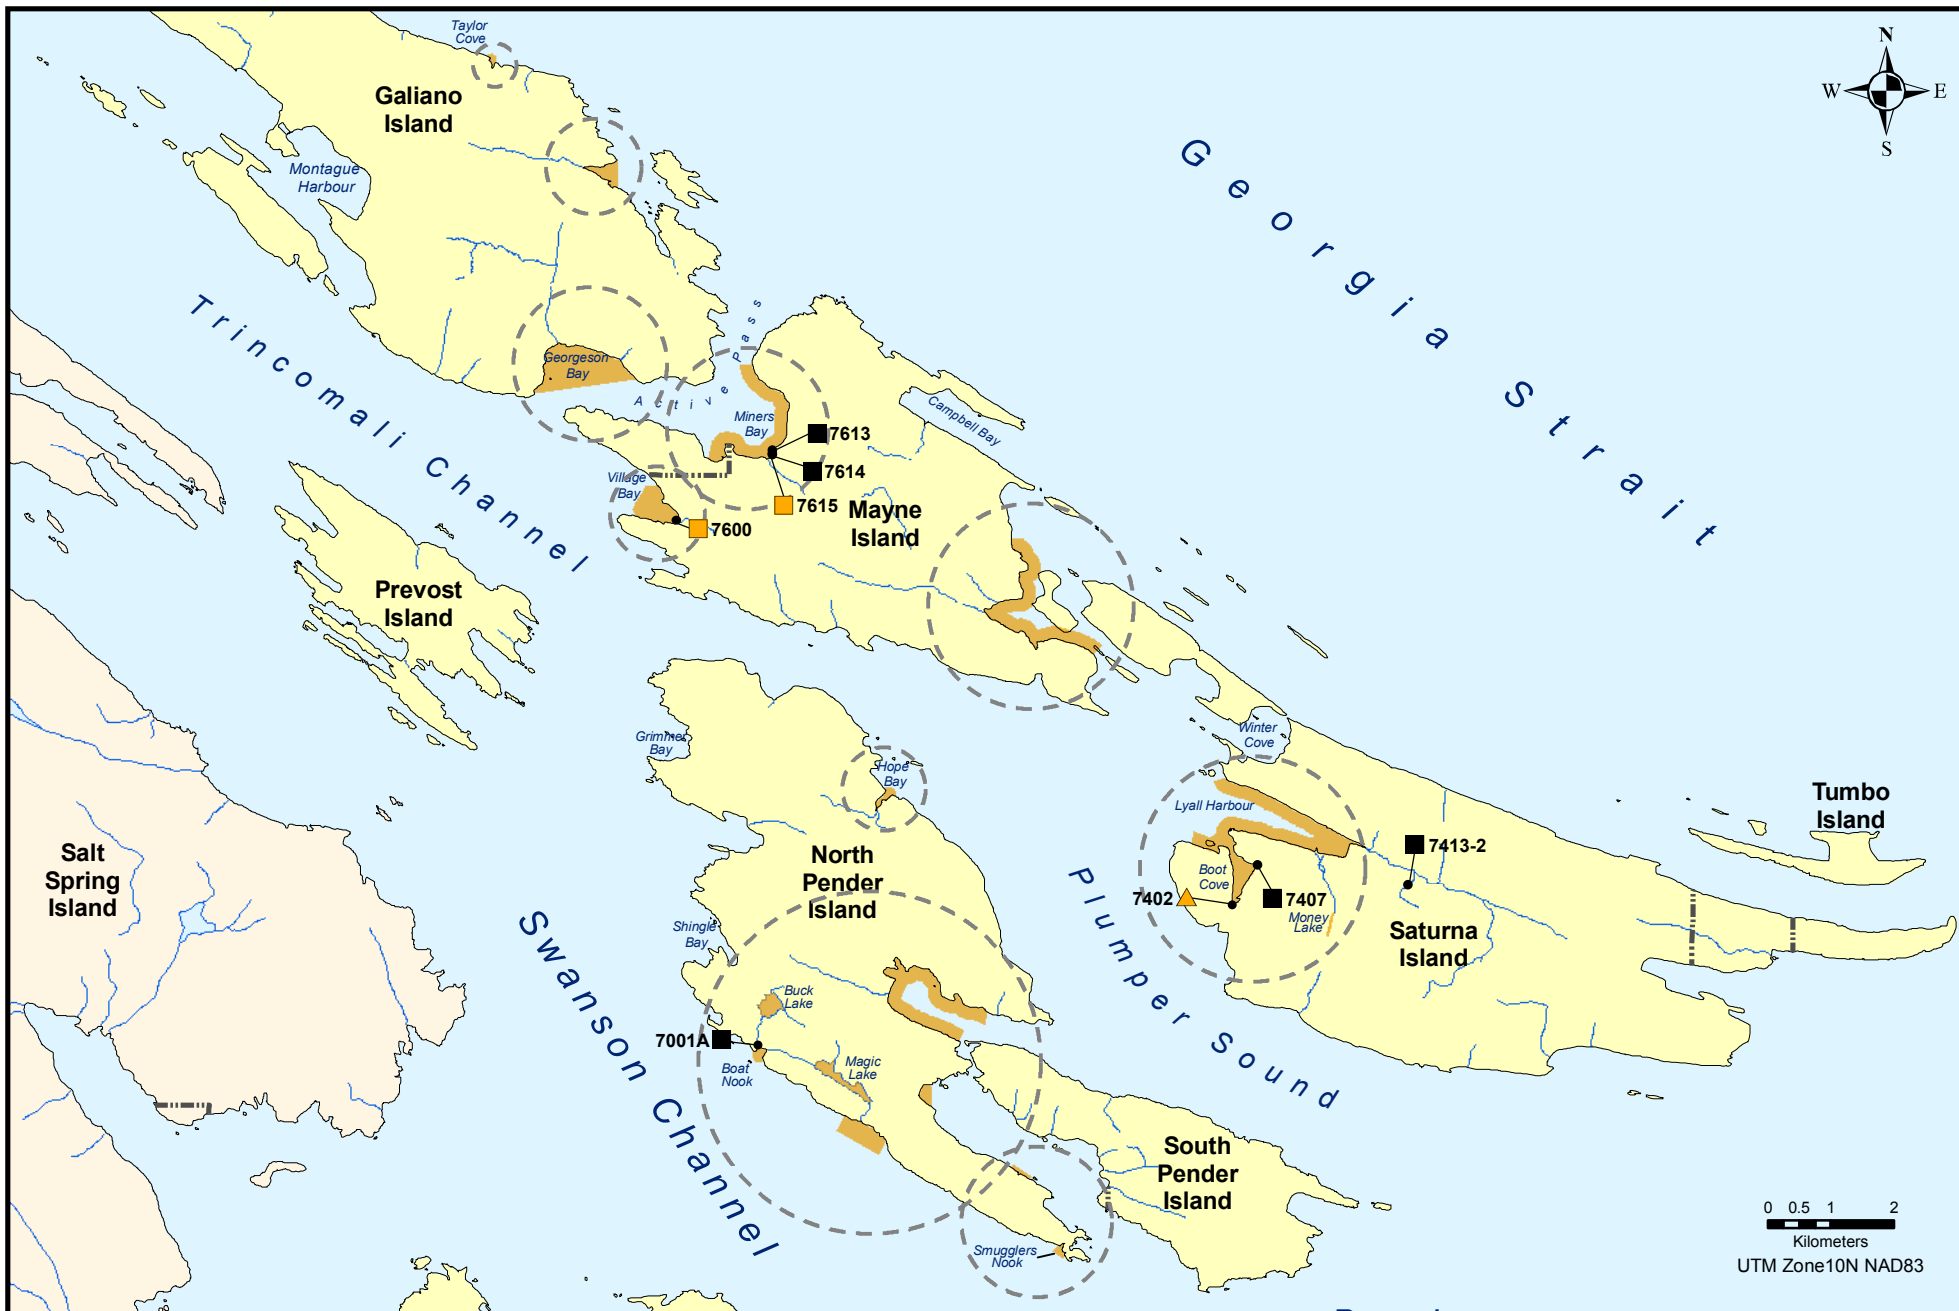 Taylor
Cove
N
W E
S
Galiano
Island
Montague
Harbour
Georgia Strait
Trincomali Channel
Georgeson
Bay
Active Pass
Miners
Bay
Campbell Bay
7613
7614
7615
Village
Bay
7600
Mayne
Island
Prevost
Island
Grimmer
Bay
Hope
Bay
Winter
Cove
Lyall Harbour
Tumbo
Island
Salt
Spring
Island
North
Pender
Island
Boot
Cove
7413-2
7402
7407
Money
Lake
Saturna
Island
Plumper Sound
Shingle
Bay
Swanson Channel
Buck
Lake
7001A
Boat
Nook
Magic
Lake
South
Pender
Island
Smugglers
Nook
0 0.5 1 2
Kilometers
UTM Zone10N NAD83